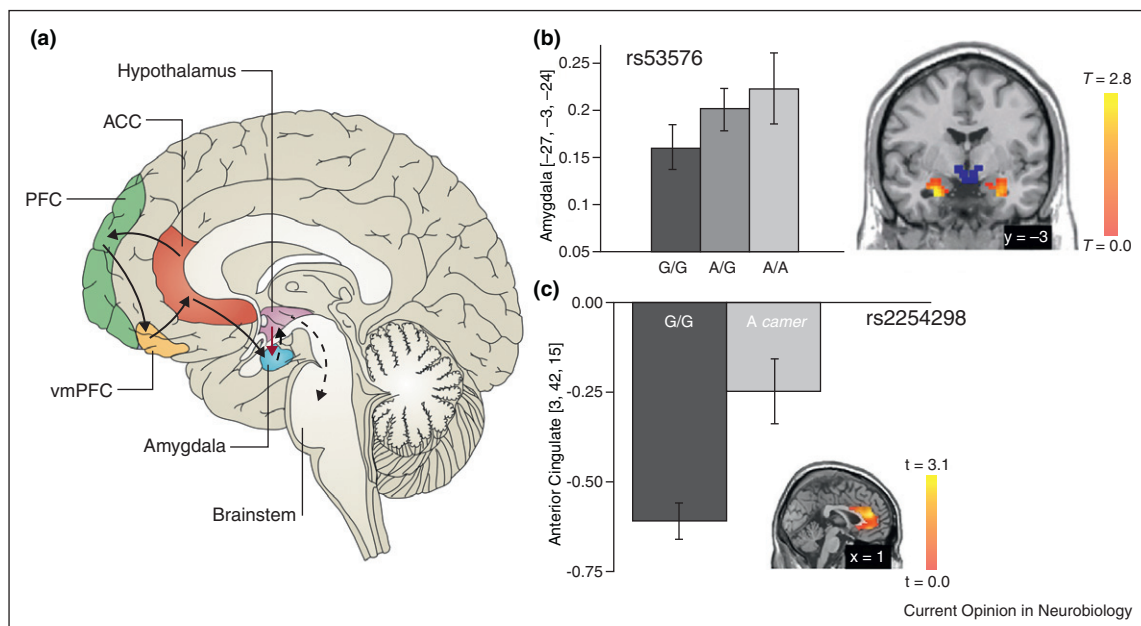 (a)
Hypothalamus
ACC
PFC
vmPFC
Amygdala
Brainstem
(b)
rs53576
Amygdala [–27, –3, –24]
0.25
0.2
0.15
0.1
0.05
G/G
A/G
A/A
y = –3
T = 2.8
T = 0.0
(c)
rs2254298
Anterior Cingulate [3, 42, 15]
0.00
-0.25
-0.50
-0.75
G/G
A camer
x = 1
t = 3.1
t = 0.0
Current Opinion in Neurobiology